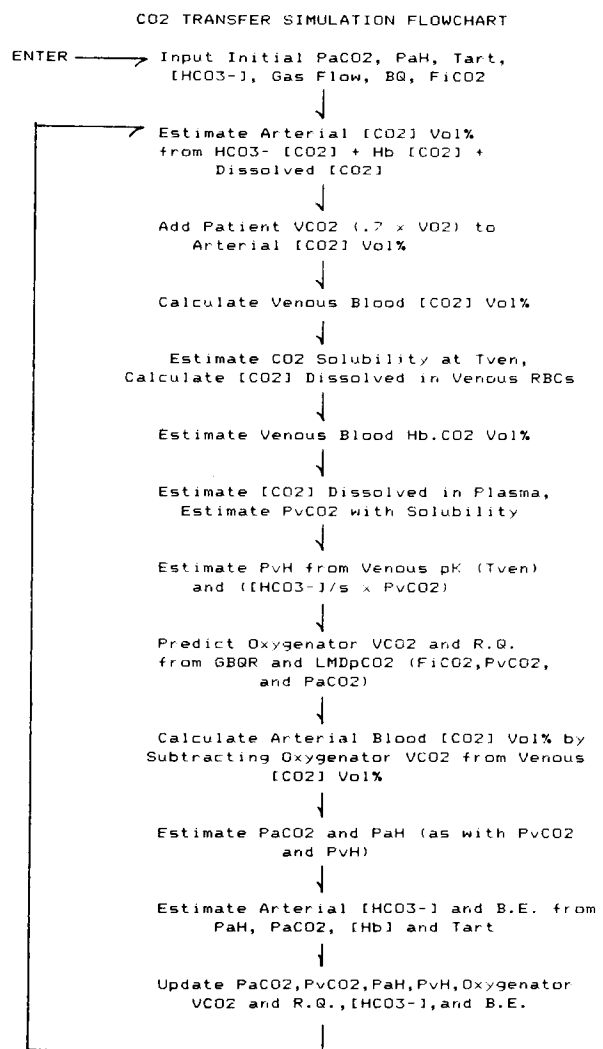 CO2 TRANSFER SIMULATION FLOWCHART
ENTER Input Initial PaCO2, PaH, Tart,
[HCO3-], Gas Flow, BQ, FiCO2
Estimate Arterial [CO2] Vol%
from HCO3- [CO2] + Hb [CO2] +
Dissolved [CO2]
Add Patient VCO2 (.7 x VO2) to
Arterial [CO2] Vol%
Calculate Venous Blood [CO2] Vol%
Estimate CO2 Solubility at Tven,
Calculate [CO2] Dissolved in Venous RBCs
Estimate Venous Blood Hb.CO2 Vol%
Estimate [CO2] Dissolved in Plasma,
Estimate PvCO2 with Solubility
Estimate PvH from Venous pK (Tven)
and ([HCO3-]/s x PvCO2)
Predict Oxygenator VCO2 and R.Q.
from GBQR and LMDpCO2 (FiCO2,PvCO2,
and PaCO2)
Calculate Arterial Blood [CO2] Vol% by
Subtracting Oxygenator VCO2 from Venous
[CO2] Vol%
Estimate PaCO2 and PaH (as with PvCO2
and PvH)
Estimate Arterial [HCO3-] and B.E. from
PaH, PaCO2, [Hb] and Tart
Update PaCO2,PvCO2,PaH,PvH,Oxygenator
VCO2 and R.Q.,[HCO3-],and B.E.